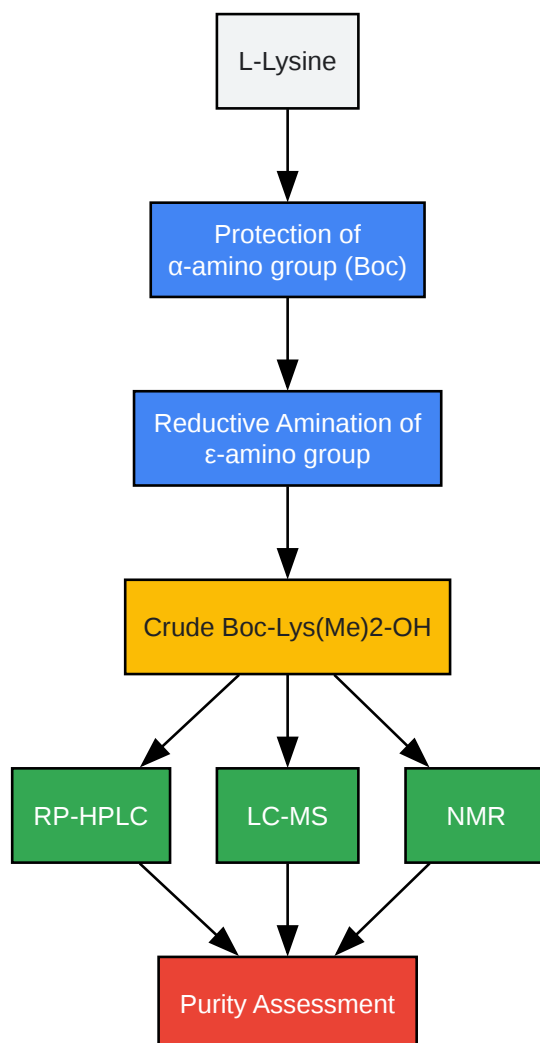 L-Lysine
Protection of
α-amino group (Boc)
Reductive Amination of
ε-amino group
Crude Boc-Lys(Me)2-OH
RP-HPLC
LC-MS
NMR
Purity Assessment